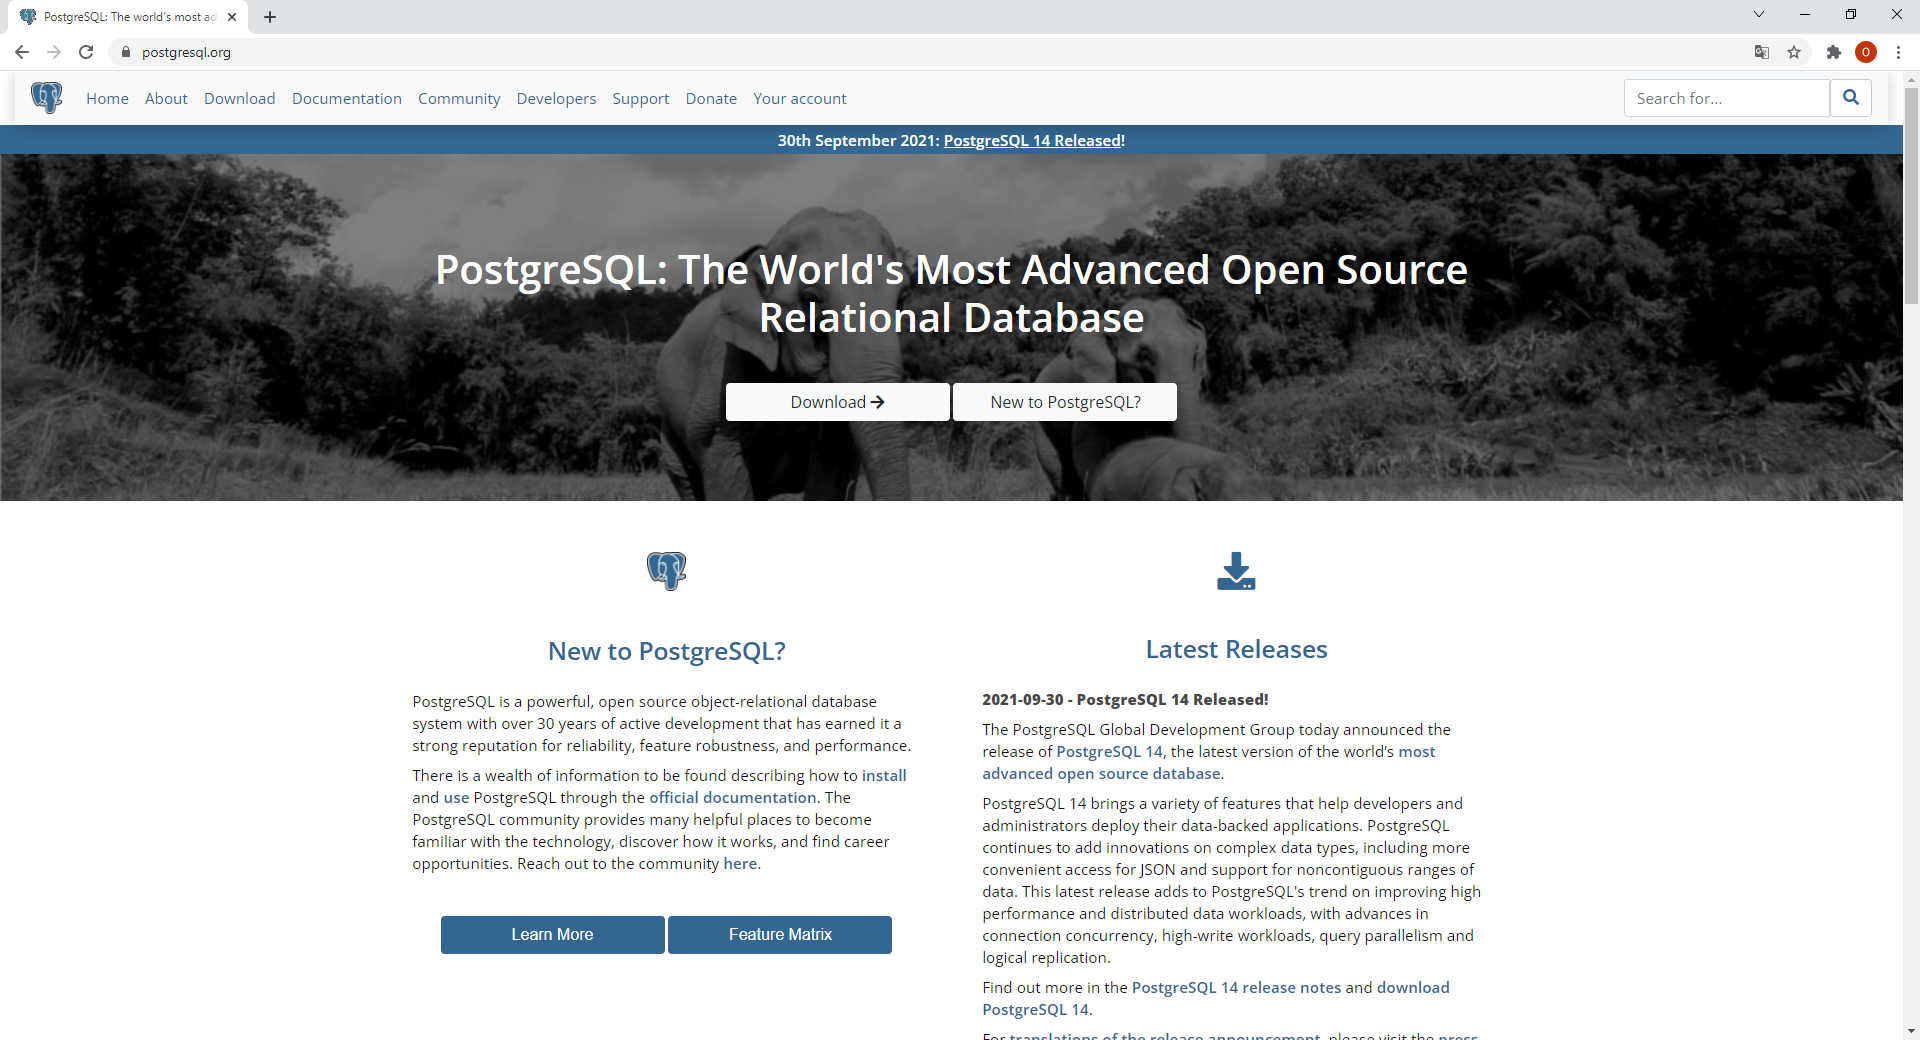 PostgreSQL: The world's most ad
postgresql.org
O
Home About Download Documentation Community Developers Support Donate Your account
Search for...
30th September 2021: PostgreSQL 14 Released!
PostgreSQL: The World's Most Advanced Open Source
Relational Database
Download
New to PostgreSQL?
New to PostgreSQL?
PostgreSQL is a powerful, open source object-relational database
system with over 30 years of active development that has earned it a
strong reputation for reliability, feature robustness, and performance.
There is a wealth of information to be found describing how to install
and use PostgreSQL through the official documentation. The
PostgreSQL community provides many helpful places to become
familiar with the technology, discover how it works, and find career
opportunities. Reach out to the community here.
Learn More
Feature Matrix
Latest Releases
2021-09-30 - PostgreSQL 14 Released!
The PostgreSQL Global Development Group today announced the
release of PostgreSQL 14, the latest version of the world’s most
advanced open source database.
PostgreSQL 14 brings a variety of features that help developers and
administrators deploy their data-backed applications. PostgreSQL
continues to add innovations on complex data types, including more
convenient access for JSON and support for noncontiguous ranges of
data. This latest release adds to PostgreSQL's trend on improving high
performance and distributed data workloads, with advances in
connection concurrency, high-write workloads, query parallelism and
logical replication.
Find out more in the PostgreSQL 14 release notes and download
PostgreSQL 14.
For translations of the release announcement, please visit the press